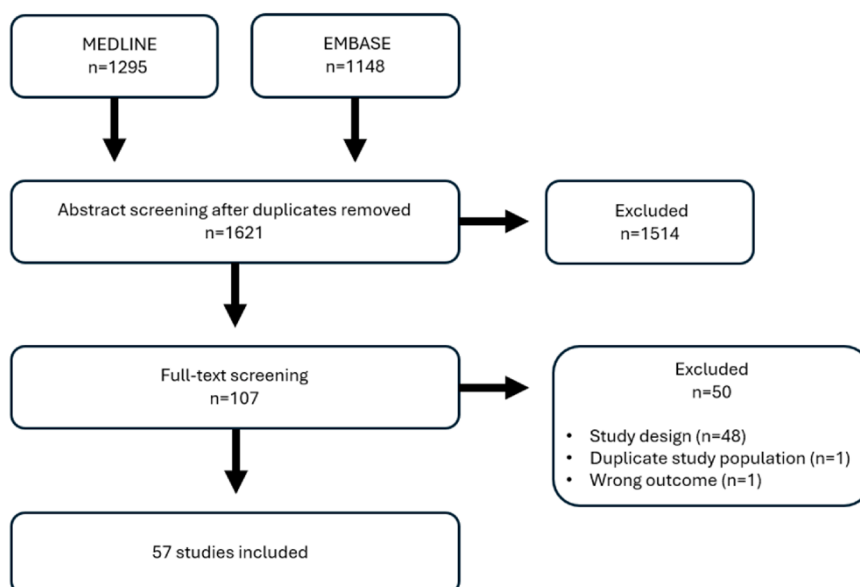 MEDLINE
n=1295
EMBASE
n=1148
Abstract screening after duplicates removed
n=1621
Excluded
n=1514
Full-text screening
n=107
Excluded
n=50
• Study design (n=48)
• Duplicate study population (n=1)
• Wrong outcome (n=1)
57 studies included